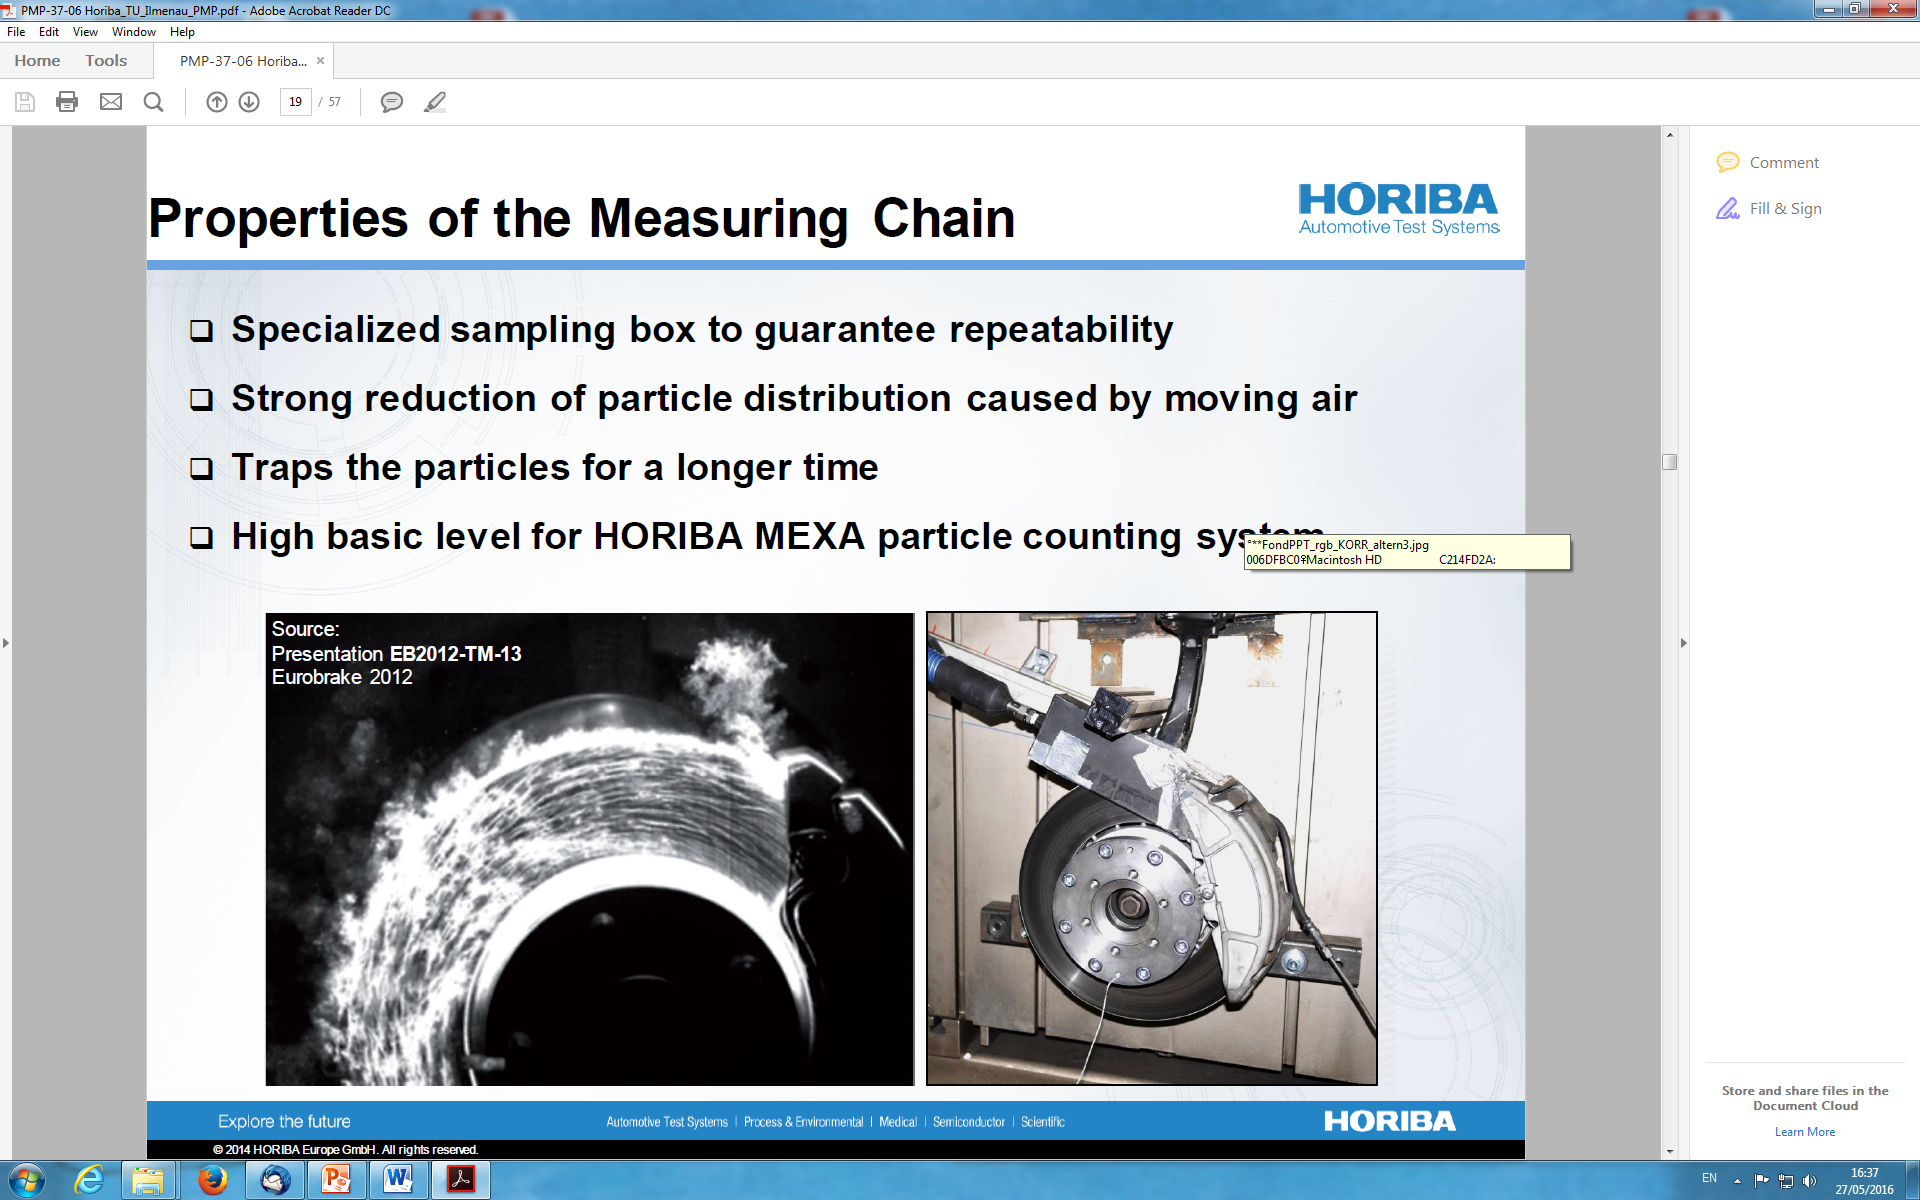 PMP-37-06 Horiba_TU_Ilmenau_PMP.pdf - Adobe Acrobat Reader DC
File Edit View Window Help
Home Tools PMP-37-06 Horiba... ×
19 / 57
Comment
Fill & Sign
Properties of the Measuring Chain
HORIBA
Automotive Test Systems
Specialized sampling box to guarantee repeatability
Strong reduction of particle distribution caused by moving air
Traps the particles for a longer time
High basic level for HORIBA MEXA particle counting system
°**FondPPT_rgb_KORR_altern3.jpg
Macintosh HD C214FD2A:
Source:
Presentation EB2012-TM-13
Eurobrake 2012
Explore the future
Automotive Test Systems | Process & Environmental | Medical | Semiconductor | Scientific
HORIBA
© 2014 HORIBA Europe GmbH. All rights reserved.
Store and share files in the
Document Cloud
Learn More
EN
16:37
27/05/2016